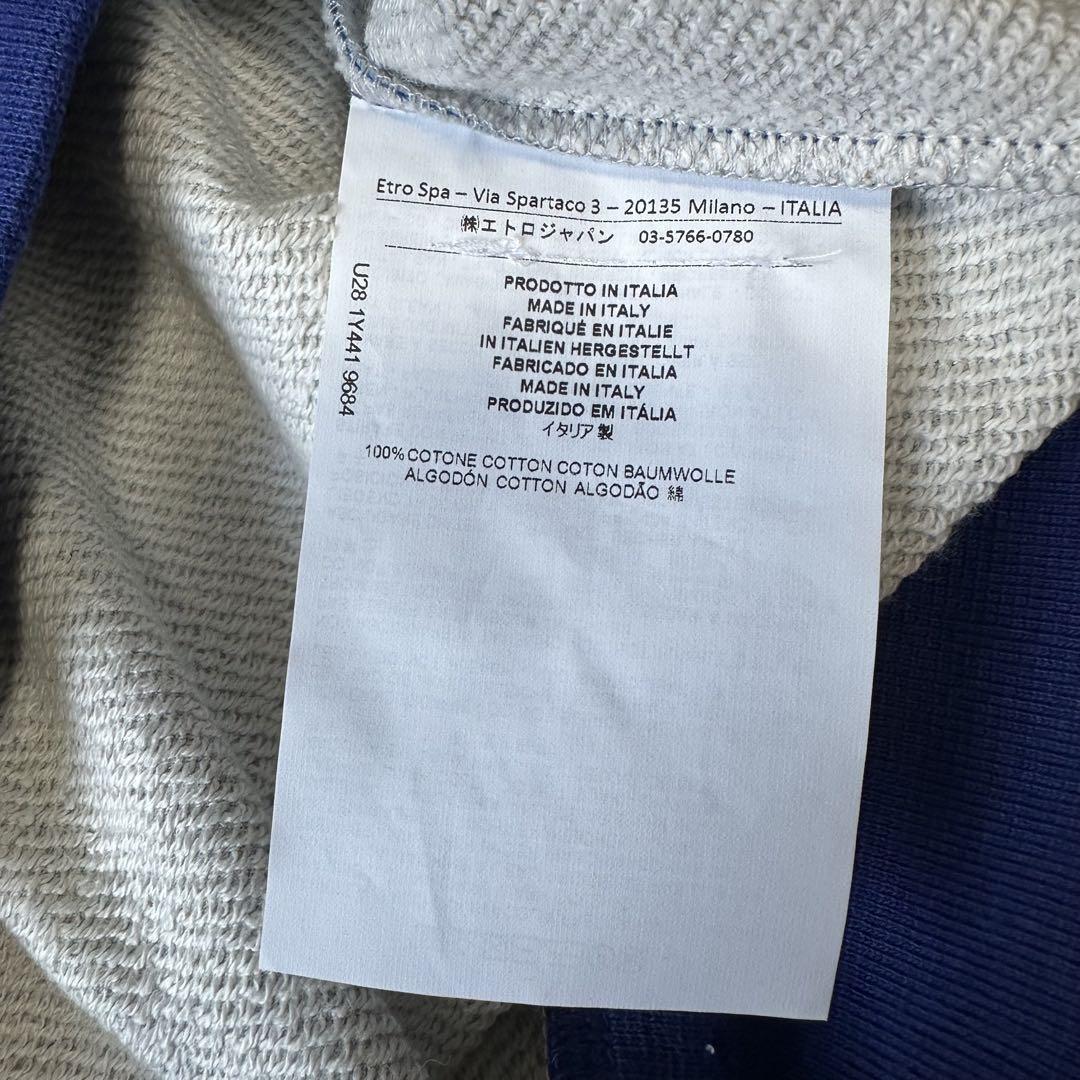 Etro Spa – Via Spartaco 3 – 20135 Milano – ITALIA
㈱エトロジャパン 03-5766-0780
U28 1Y441 9684
PRODOTTO IN ITALIA
MADE IN ITALY
FABRIQUÉ EN ITALIE
IN ITALIEN HERGESTELLT
FABRICADO EN ITALIA
MADE IN ITALY
PRODUZIDO EM ITÁLIA
イタリア製
100% COTONE COTTON COTON BAUMWOLLE
ALGODÓN COTTON ALGODÃO 綿